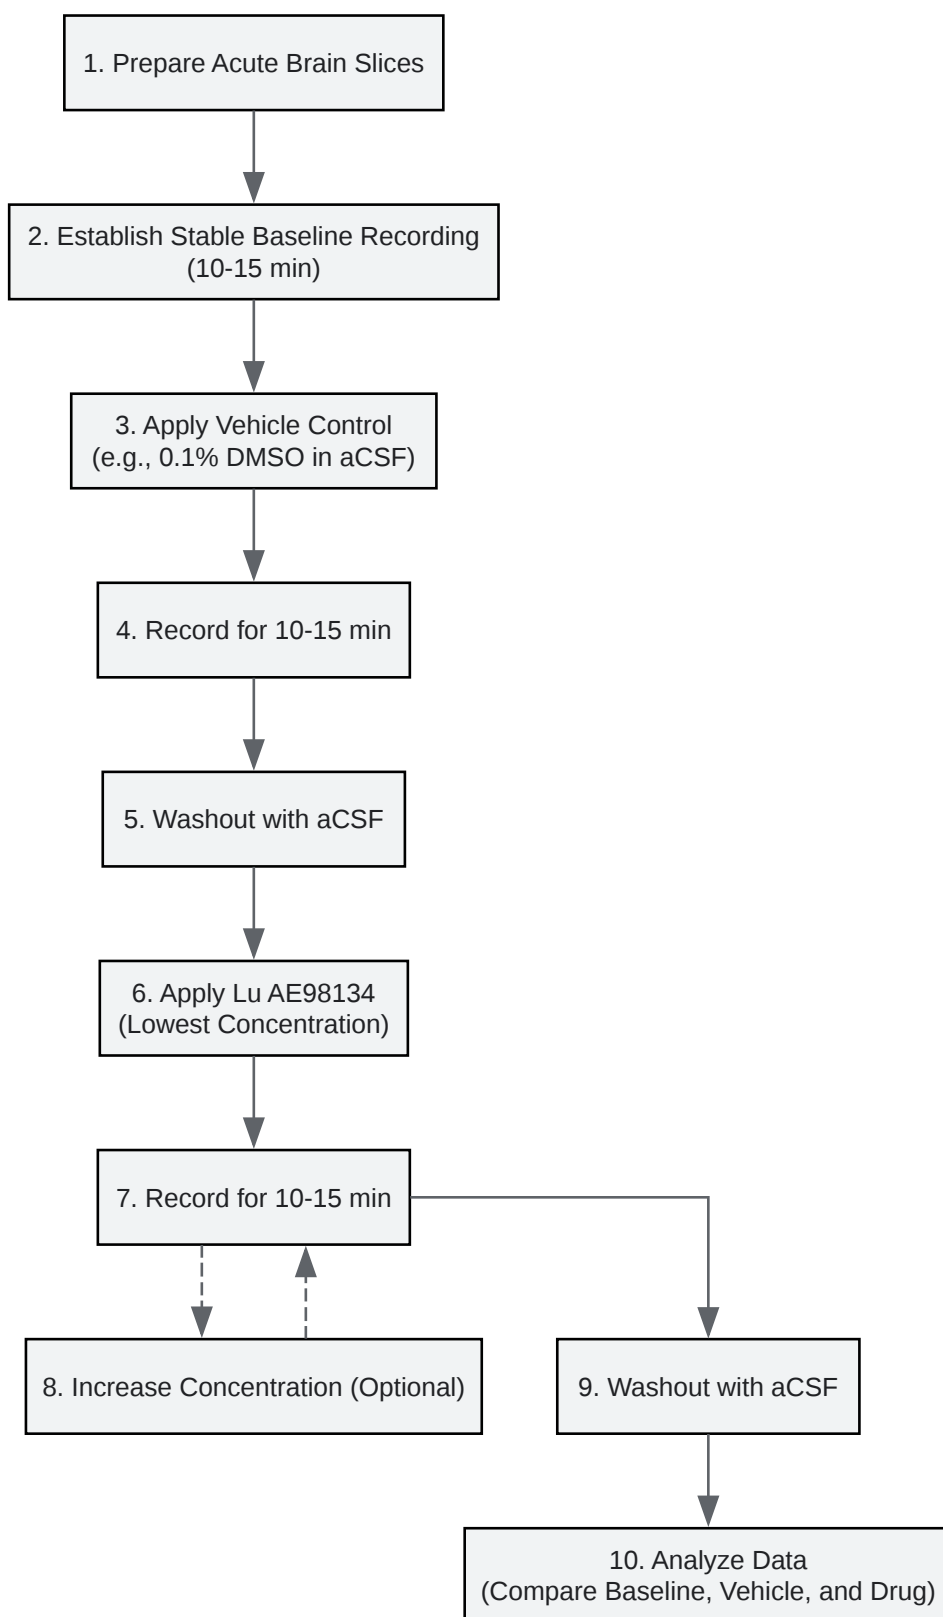 1. Prepare Acute Brain Slices
2. Establish Stable Baseline Recording
(10-15 min)
3. Apply Vehicle Control
(e.g., 0.1% DMSO in aCSF)
4. Record for 10-15 min
5. Washout with aCSF
6. Apply Lu AE98134
(Lowest Concentration)
7. Record for 10-15 min
8. Increase Concentration (Optional)
9. Washout with aCSF
10. Analyze Data
(Compare Baseline, Vehicle, and Drug)